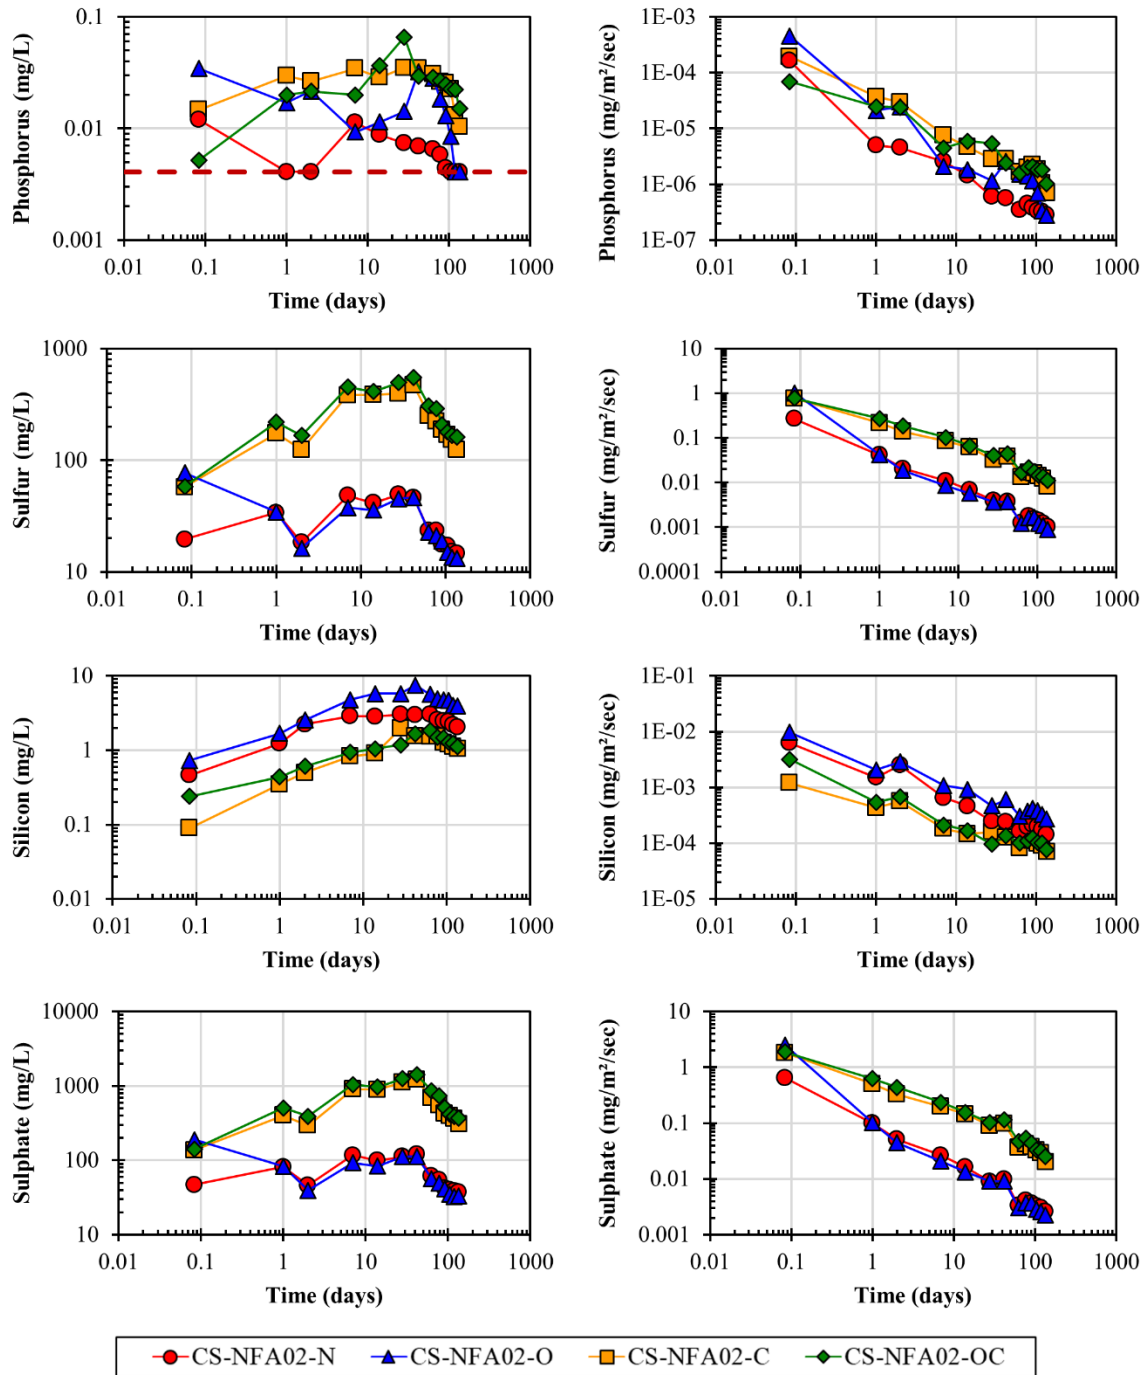 Phosphorus (mg/L)
0.1
0.01
0.001
0.01 0.1 1 10 100 1000
Time (days)
Phosphorus (mg/m²/sec)
1E-03
1E-04
1E-05
1E-06
1E-07
0.01 0.1 1 10 100 1000
Time (days)
Sulfur (mg/L)
1000
100
10
0.01 0.1 1 10 100 1000
Time (days)
Sulfur (mg/m²/sec)
10
1
0.1
0.01
0.001
0.0001
0.01 0.1 1 10 100 1000
Time (days)
Silicon (mg/L)
10
1
0.1
0.01
0.01 0.1 1 10 100 1000
Time (days)
Silicon (mg/m²/sec)
1E-01
1E-02
1E-03
1E-04
1E-05
0.01 0.1 1 10 100 1000
Time (days)
Sulphate (mg/L)
10000
1000
100
10
0.01 0.1 1 10 100 1000
Time (days)
Sulphate (mg/m²/sec)
10
1
0.1
0.01
0.001
0.01 0.1 1 10 100 1000
Time (days)
CS-NFA02-N CS-NFA02-O CS-NFA02-C CS-NFA02-OC